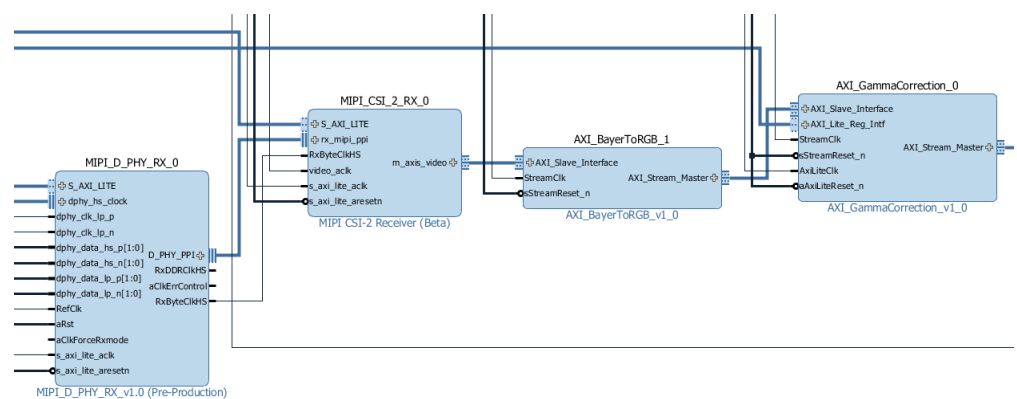 AXI_GammaCorrection_0
AXI_Slave_Interface
AXI_Lite_Reg_Intf
StreamClk
sStreamReset_n
AxiLiteClk
aAxiLiteReset_n
AXI_Stream_Master
AXI_GammaCorrection_v1_0
MIPI_CSI_2_RX_0
S_AXI_LITE
rx_mipi_ppi
RxByteClkHS
video_aclk
s_axi_lite_aclk
s_axi_lite_aresetn
m_axis_video
MIPI CSI-2 Receiver (Beta)
AXI_BayerToRGB_1
AXI_Slave_Interface
StreamClk
sStreamReset_n
AXI_Stream_Master
AXI_BayerToRGB_v1_0
MIPI_D_PHY_RX_0
S_AXI_LITE
dphy_hs_clock
dphy_clk_lp_p
dphy_clk_lp_n
dphy_data_hs_p[1:0]
dphy_data_hs_n[1:0]
dphy_data_lp_p[1:0]
dphy_data_lp_n[1:0]
RefClk
aRst
aClkForceRxmode
s_axi_lite_aclk
s_axi_lite_aresetn
D_PHY_PPI
RxDDRClkHS
aClkErrControl
RxByteClkHS
MIPI_D_PHY_RX_v1.0 (Pre-Production)